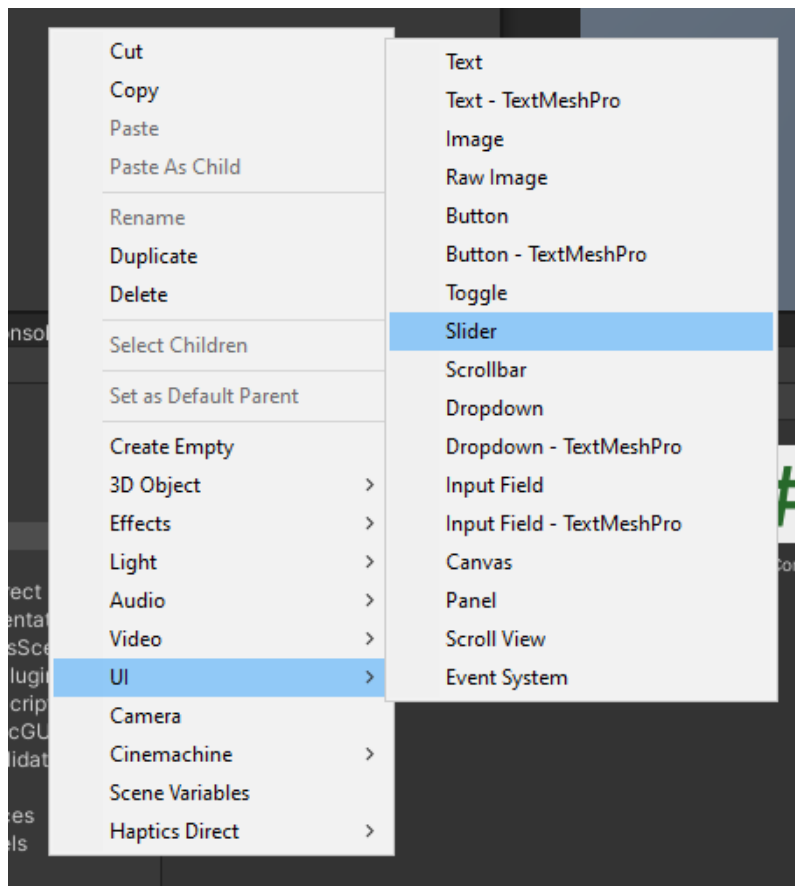 Cut
Copy
Paste
Paste As Child
Rename
Duplicate
Delete
Select Children
Set as Default Parent
Create Empty
3D Object
Effects
Light
Audio
Video
UI
Camera
Cinemachine
Scene Variables
Haptics Direct
Text
Text - TextMeshPro
Image
Raw Image
Button
Button - TextMeshPro
Toggle
Slider
Scrollbar
Dropdown
Dropdown - TextMeshPro
Input Field
Input Field - TextMeshPro
Canvas
Panel
Scroll View
Event System
#